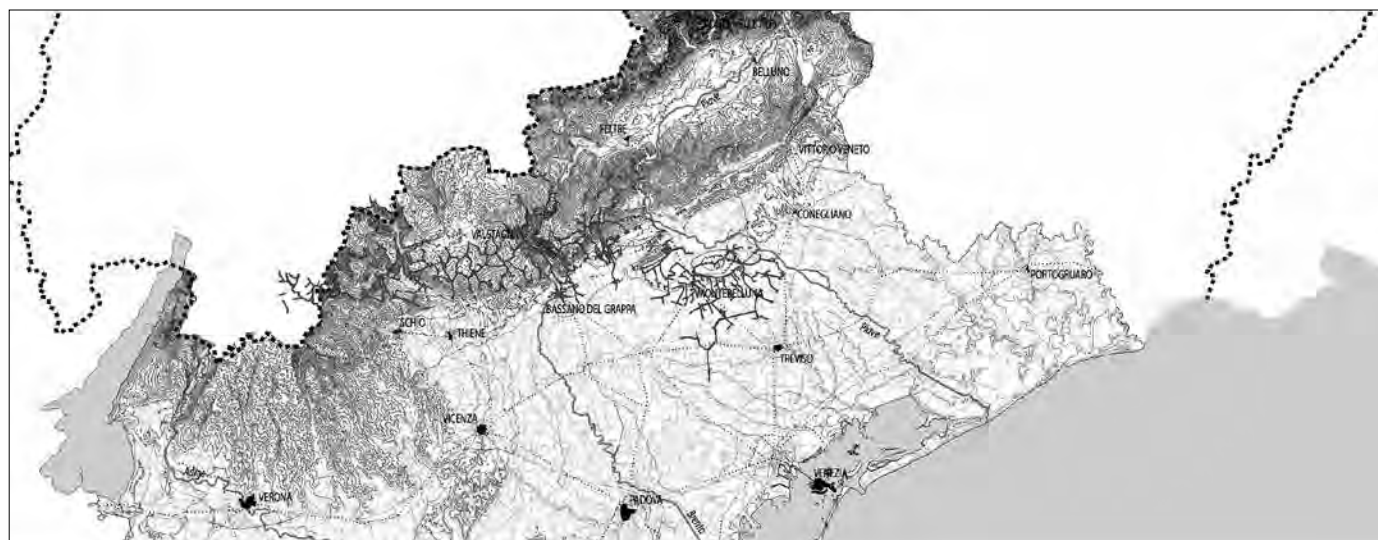 BELLUNO
Piave
FELTRE
VITTORIO VENETO
CONEGLIANO
VALSTAGNA
PORTOGRUARO
MONTEBELLUNA
BASSANO DEL GRAPPA
SCHIO
THIENE
Piave
TREVISO
VICENZA
Adige
VENEZIA
VERONA
PADOVA
Brenta